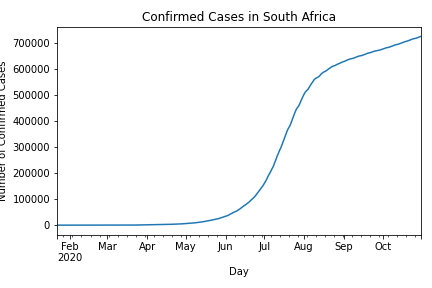 Confirmed Cases in South Africa
Number of Confirmed Cases
700000
600000
500000
400000
300000
200000
100000
0
Feb Mar Apr May Jun Jul Aug Sep Oct
2020
Day